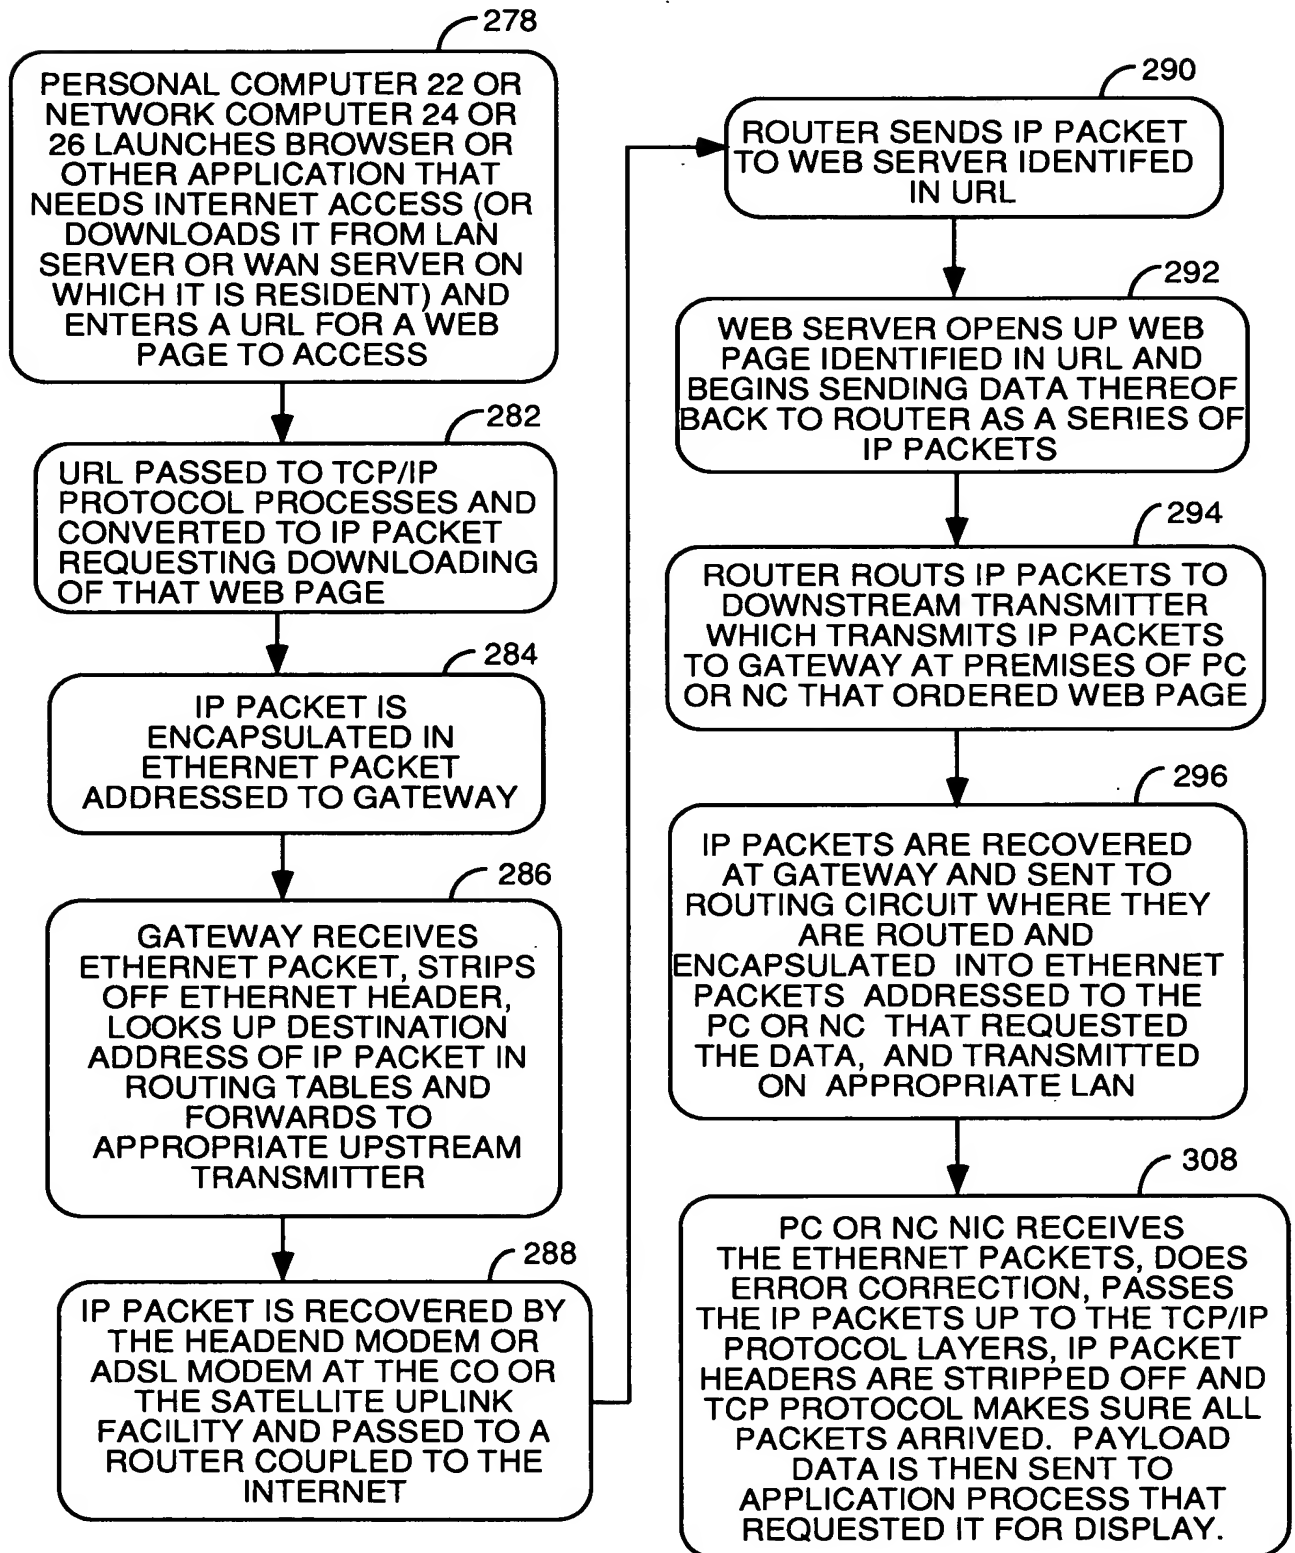 278
PERSONAL COMPUTER 22 OR
NETWORK COMPUTER 24 OR
26 LAUNCHES BROWSER OR
OTHER APPLICATION THAT
NEEDS INTERNET ACCESS (OR
DOWNLOADS IT FROM LAN
SERVER OR WAN SERVER ON
WHICH IT IS RESIDENT) AND
ENTERS A URL FOR A WEB
PAGE TO ACCESS
282
URL PASSED TO TCP/IP
PROTOCOL PROCESSES AND
CONVERTED TO IP PACKET
REQUESTING DOWNLOADING
OF THAT WEB PAGE
284
IP PACKET IS
ENCAPSULATED IN
ETHERNET PACKET
ADDRESSED TO GATEWAY
286
GATEWAY RECEIVES
ETHERNET PACKET, STRIPS
OFF ETHERNET HEADER,
LOOKS UP DESTINATION
ADDRESS OF IP PACKET IN
ROUTING TABLES AND
FORWARDS TO
APPROPRIATE UPSTREAM
TRANSMITTER
288
IP PACKET IS RECOVERED BY
THE HEADEND MODEM OR
ADSL MODEM AT THE CO OR
THE SATELLITE UPLINK
FACILITY AND PASSED TO A
ROUTER COUPLED TO THE
INTERNET
290
ROUTER SENDS IP PACKET
TO WEB SERVER IDENTIFED
IN URL
292
WEB SERVER OPENS UP WEB
PAGE IDENTIFIED IN URL AND
BEGINS SENDING DATA THEREOF
BACK TO ROUTER AS A SERIES OF
IP PACKETS
294
ROUTER ROUTS IP PACKETS TO
DOWNSTREAM TRANSMITTER
WHICH TRANSMITS IP PACKETS
TO GATEWAY AT PREMISES OF PC
OR NC THAT ORDERED WEB PAGE
296
IP PACKETS ARE RECOVERED
AT GATEWAY AND SENT TO
ROUTING CIRCUIT WHERE THEY
ARE ROUTED AND
ENCAPSULATED INTO ETHERNET
PACKETS ADDRESSED TO THE
PC OR NC THAT REQUESTED
THE DATA, AND TRANSMITTED
ON APPROPRIATE LAN
308
PC OR NC NIC RECEIVES
THE ETHERNET PACKETS, DOES
ERROR CORRECTION, PASSES
THE IP PACKETS UP TO THE TCP/IP
PROTOCOL LAYERS, IP PACKET
HEADERS ARE STRIPPED OFF AND
TCP PROTOCOL MAKES SURE ALL
PACKETS ARRIVED. PAYLOAD
DATA IS THEN SENT TO
APPLICATION PROCESS THAT
REQUESTED IT FOR DISPLAY.